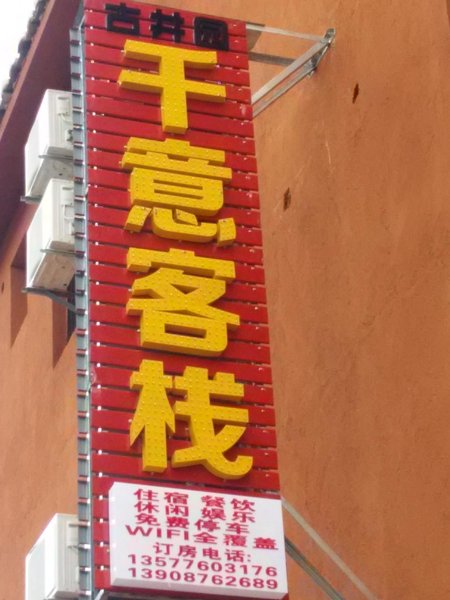 古井园
千意客栈
住宿 餐饮
休闲 娱乐
免费停车
WIFI全覆盖
订房电话:
13577603176
13908762689